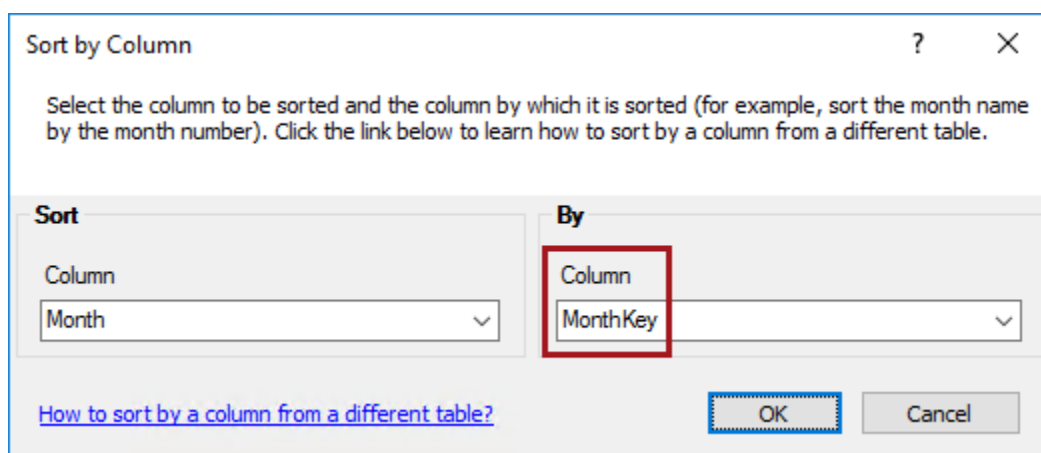 Sort by Column
?
Select the column to be sorted and the column by which it is sorted (for example, sort the month name
by the month number). Click the link below to learn how to sort by a column from a different table.
Sort
By
Column
Column
Month
MonthKey
How to sort by a column from a different table?
OK
Cancel